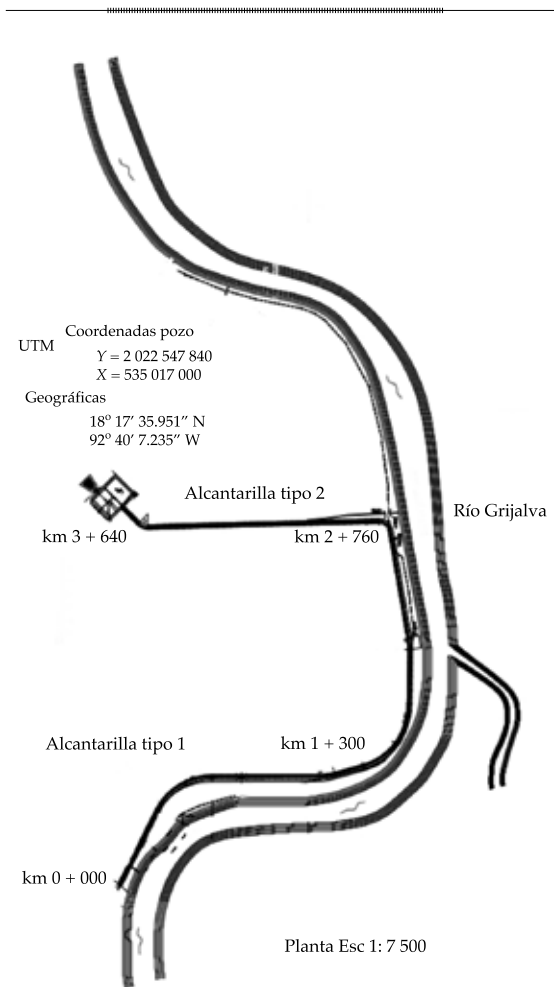 Coordenadas pozo
UTM
Y = 2 022 547 840
X = 535 017 000
Geográficas
18º 17’ 35.951” N
92º 40’ 7.235” W
Alcantarilla tipo 2
Río Grijalva
km 3 + 640
km 2 + 760
Alcantarilla tipo 1
km 1 + 300
km 0 + 000
Planta Esc 1: 7 500